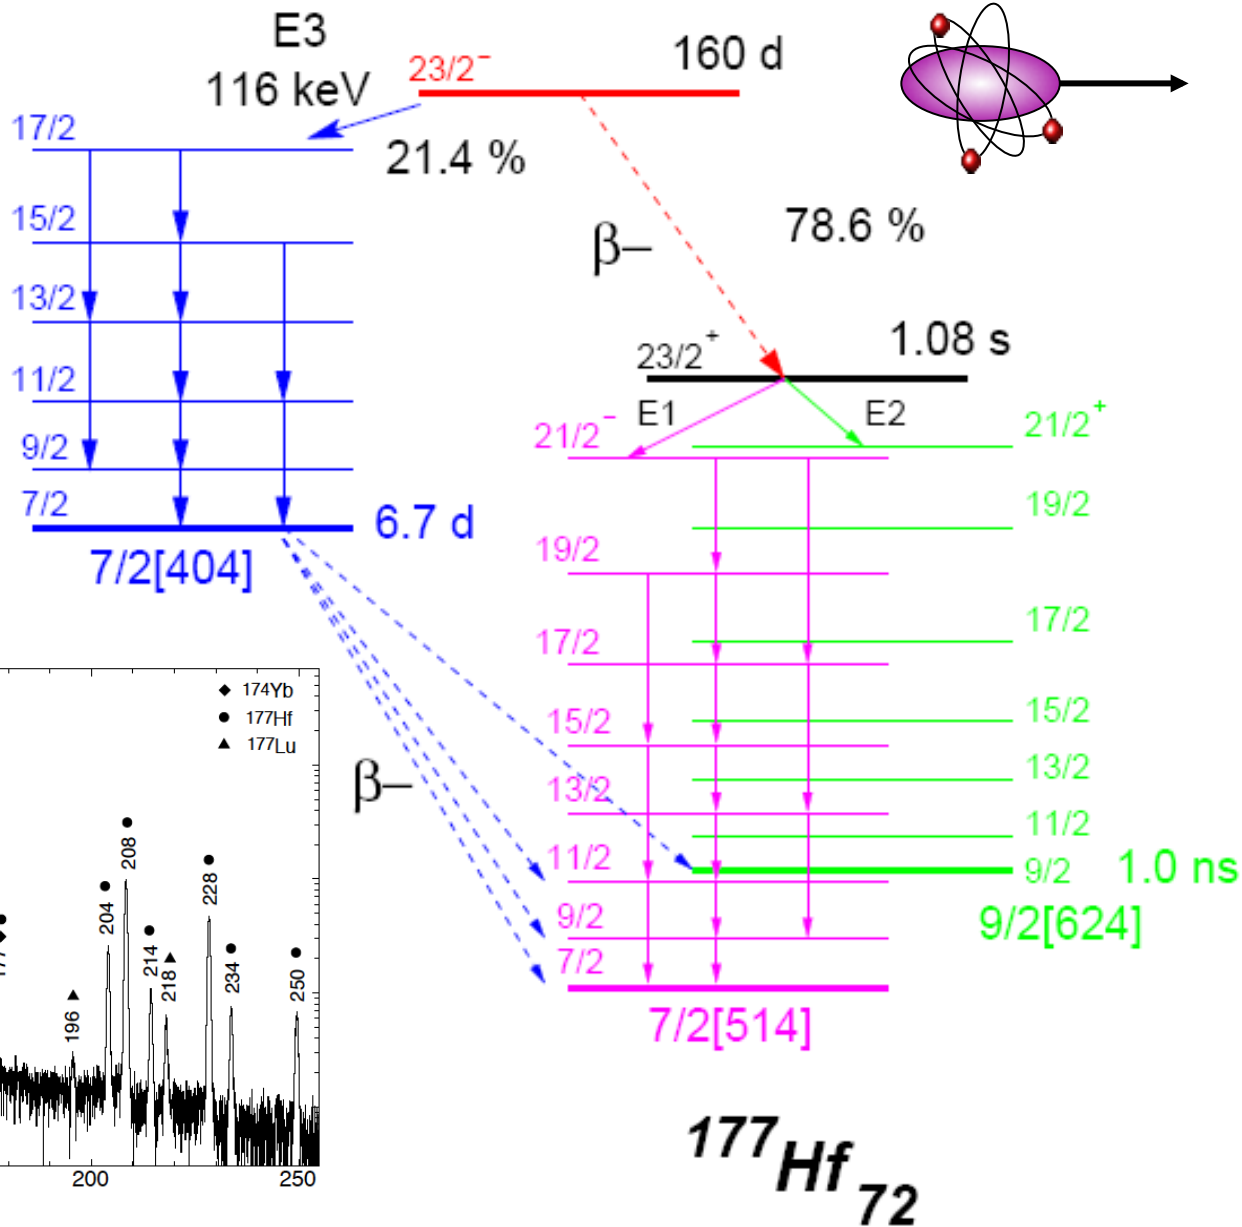 E3
116 keV
23/2⁻
160 d
17/2
21.4 %
15/2
78.6 %
β–
13/2
23/2⁺
1.08 s
11/2
E1
E2
21/2⁻
21/2⁺
9/2
7/2
6.7 d
19/2
19/2
7/2[404]
17/2
17/2
15/2
15/2
β–
13/2
13/2
11/2
11/2
9/2
1.0 ns
9/2
9/2[624]
7/2
7/2[514]
◆ ¹⁷⁴Yb
● ¹⁷⁷Hf
▲ ¹⁷⁷Lu
196
204
208
214
218
228
234
250
200
250
¹⁷⁷Hf₇₂